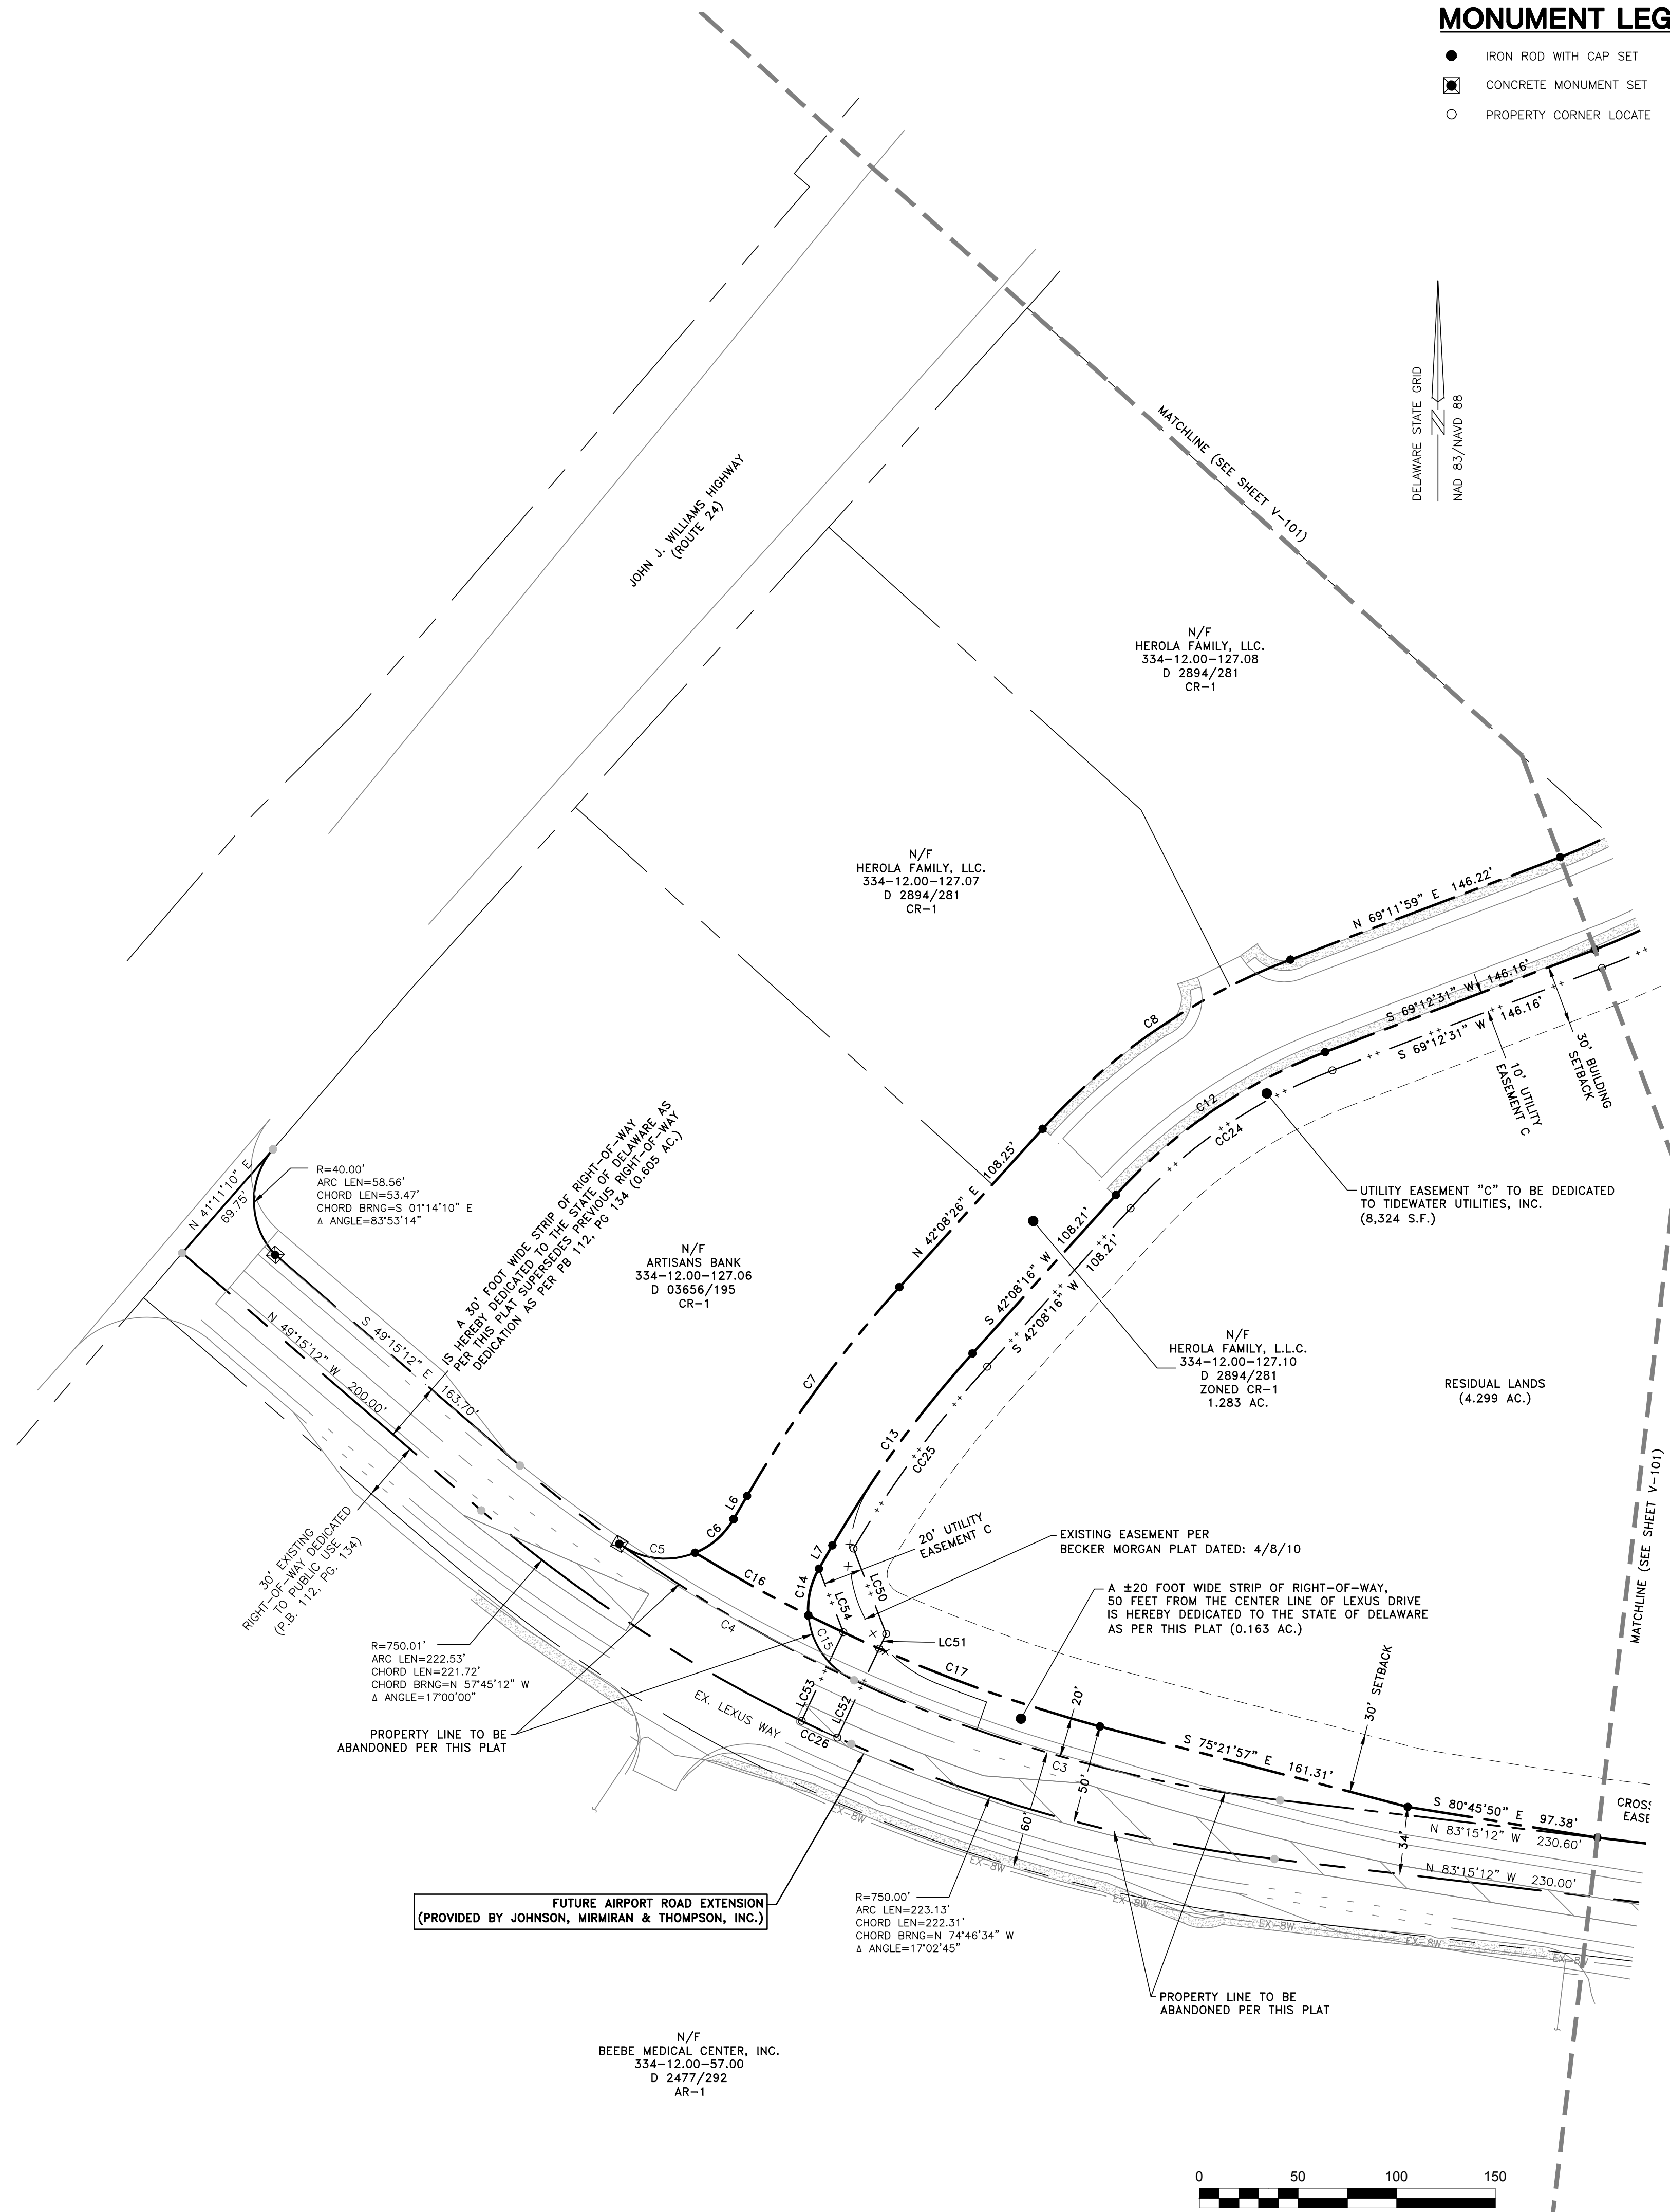 MONUMENT LEG
IRON ROD WITH CAP SET
CONCRETE MONUMENT SET
PROPERTY CORNER LOCATE
DELAWARE STATE GRID
NAD 83/NAVD 88
MATCHLINE (SEE SHEET V-101)
JOHN J. WILLIAMS HIGHWAY
(ROUTE 24)
N/F
HEROLA FAMILY, LLC.
334-12.00-127.08
D 2894/281
CR-1
N/F
HEROLA FAMILY, LLC.
334-12.00-127.07
D 2894/281
CR-1
N 69°11'59" E 146.22'
C8
S 69°12'31" W 146.16'
S 69°12'31" W 146.16'
30' BUILDING
SETBACK
10' UTILITY
EASEMENT C
C12
CC24
UTILITY EASEMENT "C" TO BE DEDICATED
TO TIDEWATER UTILITIES, INC.
(8,324 S.F.)
N 41°11'10" E
69.75'
R=40.00'
ARC LEN=58.56'
CHORD LEN=53.47'
CHORD BRNG=S 01°14'10" E
Δ ANGLE=83°53'14"
A 30' FOOT WIDE STRIP OF RIGHT-OF-WAY
IS HEREBY DEDICATED TO THE STATE OF DELAWARE AS
PER THIS PLAT SUPERSEDES PREVIOUS RIGHT-OF-WAY
DEDICATION AS PER PB 112, PG 134 (0.605 AC.)
N/F
ARTISANS BANK
334-12.00-127.06
D 03656/195
CR-1
N 42°08'26" E 108.25'
S 42°08'16" W 108.21'
S 42°08'16" W 108.21'
N/F
HEROLA FAMILY, L.L.C.
334-12.00-127.10
D 2894/281
ZONED CR-1
1.283 AC.
RESIDUAL LANDS
(4.299 AC.)
MATCHLINE (SEE SHEET V-101)
S 49°15'12" E 163.70'
N 49°15'12" W 200.00'
C7
C13
CC25
L6
C6
C5
C16
L7
C14
LC54
LC50
C15
20' UTILITY
EASEMENT C
EXISTING EASEMENT PER
BECKER MORGAN PLAT DATED: 4/8/10
A ±20 FOOT WIDE STRIP OF RIGHT-OF-WAY,
50 FEET FROM THE CENTER LINE OF LEXUS DRIVE
IS HEREBY DEDICATED TO THE STATE OF DELAWARE
AS PER THIS PLAT (0.163 AC.)
30' EXISTING
RIGHT-OF-WAY DEDICATED
TO PUBLIC USE
(P.B. 112, PG. 134)
C4
LC51
C17
R=750.01'
ARC LEN=222.53'
CHORD LEN=221.72'
CHORD BRNG=N 57°45'12" W
Δ ANGLE=17°00'00"
PROPERTY LINE TO BE
ABANDONED PER THIS PLAT
EX. LEXUS WAY
LC53
LC52
CC26
20'
50'
60'
C3
30' SETBACK
S 75°21'57" E 161.31'
S 80°45'50" E 97.38'
N 83°15'12" W 230.60'
34'
N 83°15'12" W 230.00'
CROS
EASE
EX-8W
EX-8W
EX-8W
EX-8W
EX-8W
EX-8W
FUTURE AIRPORT ROAD EXTENSION
(PROVIDED BY JOHNSON, MIRMIRAN & THOMPSON, INC.)
R=750.00'
ARC LEN=223.13'
CHORD LEN=222.31'
CHORD BRNG=N 74°46'34" W
Δ ANGLE=17°02'45"
PROPERTY LINE TO BE
ABANDONED PER THIS PLAT
N/F
BEEBE MEDICAL CENTER, INC.
334-12.00-57.00
D 2477/292
AR-1
0 50 100 150